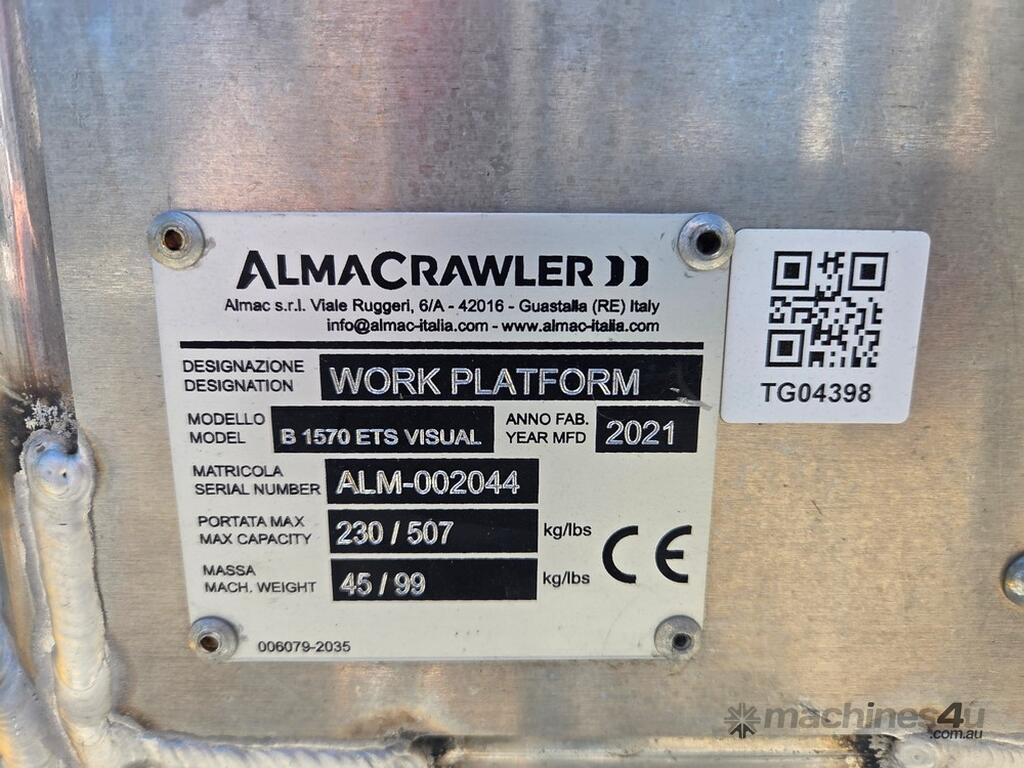 ALMACRAWLER
Almac s.r.l. Viale Ruggeri, 6/A - 42016 - Guastalla (RE) Italy
info@almac-italia.com - www.almac-italia.com
DESIGNAZIONE
DESIGNATION
WORK PLATFORM
MODELLO
MODEL
B 1570 ETS VISUAL
ANNO FAB.
YEAR MFD
2021
MATRICOLA
SERIAL NUMBER
ALM-002044
PORTATA MAX
MAX CAPACITY
230 / 507
kg/lbs
MASSA
MACH. WEIGHT
45 / 99
kg/lbs
CE
006079-2035
TG04398
machines4u
.com.au